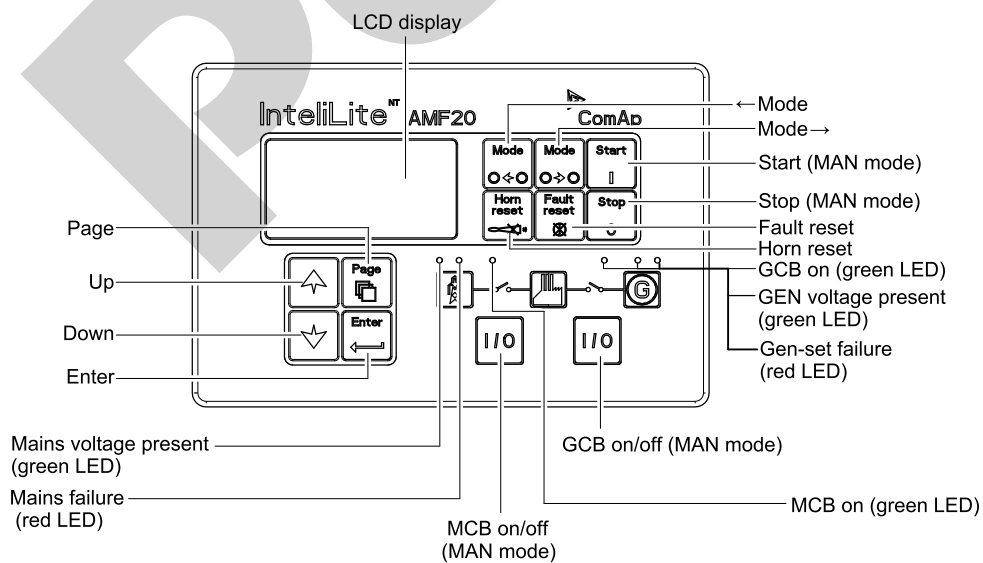 LCD display
InteliLite NT AMF20
ComAp
←Mode
Mode→
Mode
Mode
Start
Start (MAN mode)
Horn
reset
Fault
reset
Stop
Stop (MAN mode)
Fault reset
Horn reset
GCB on (green LED)
GEN voltage present
(green LED)
Gen-set failure
(red LED)
Page
Page
Up
Down
Enter
Enter
G
I/O
I/O
Mains voltage present
(green LED)
Mains failure
(red LED)
GCB on/off (MAN mode)
MCB on (green LED)
MCB on/off
(MAN mode)